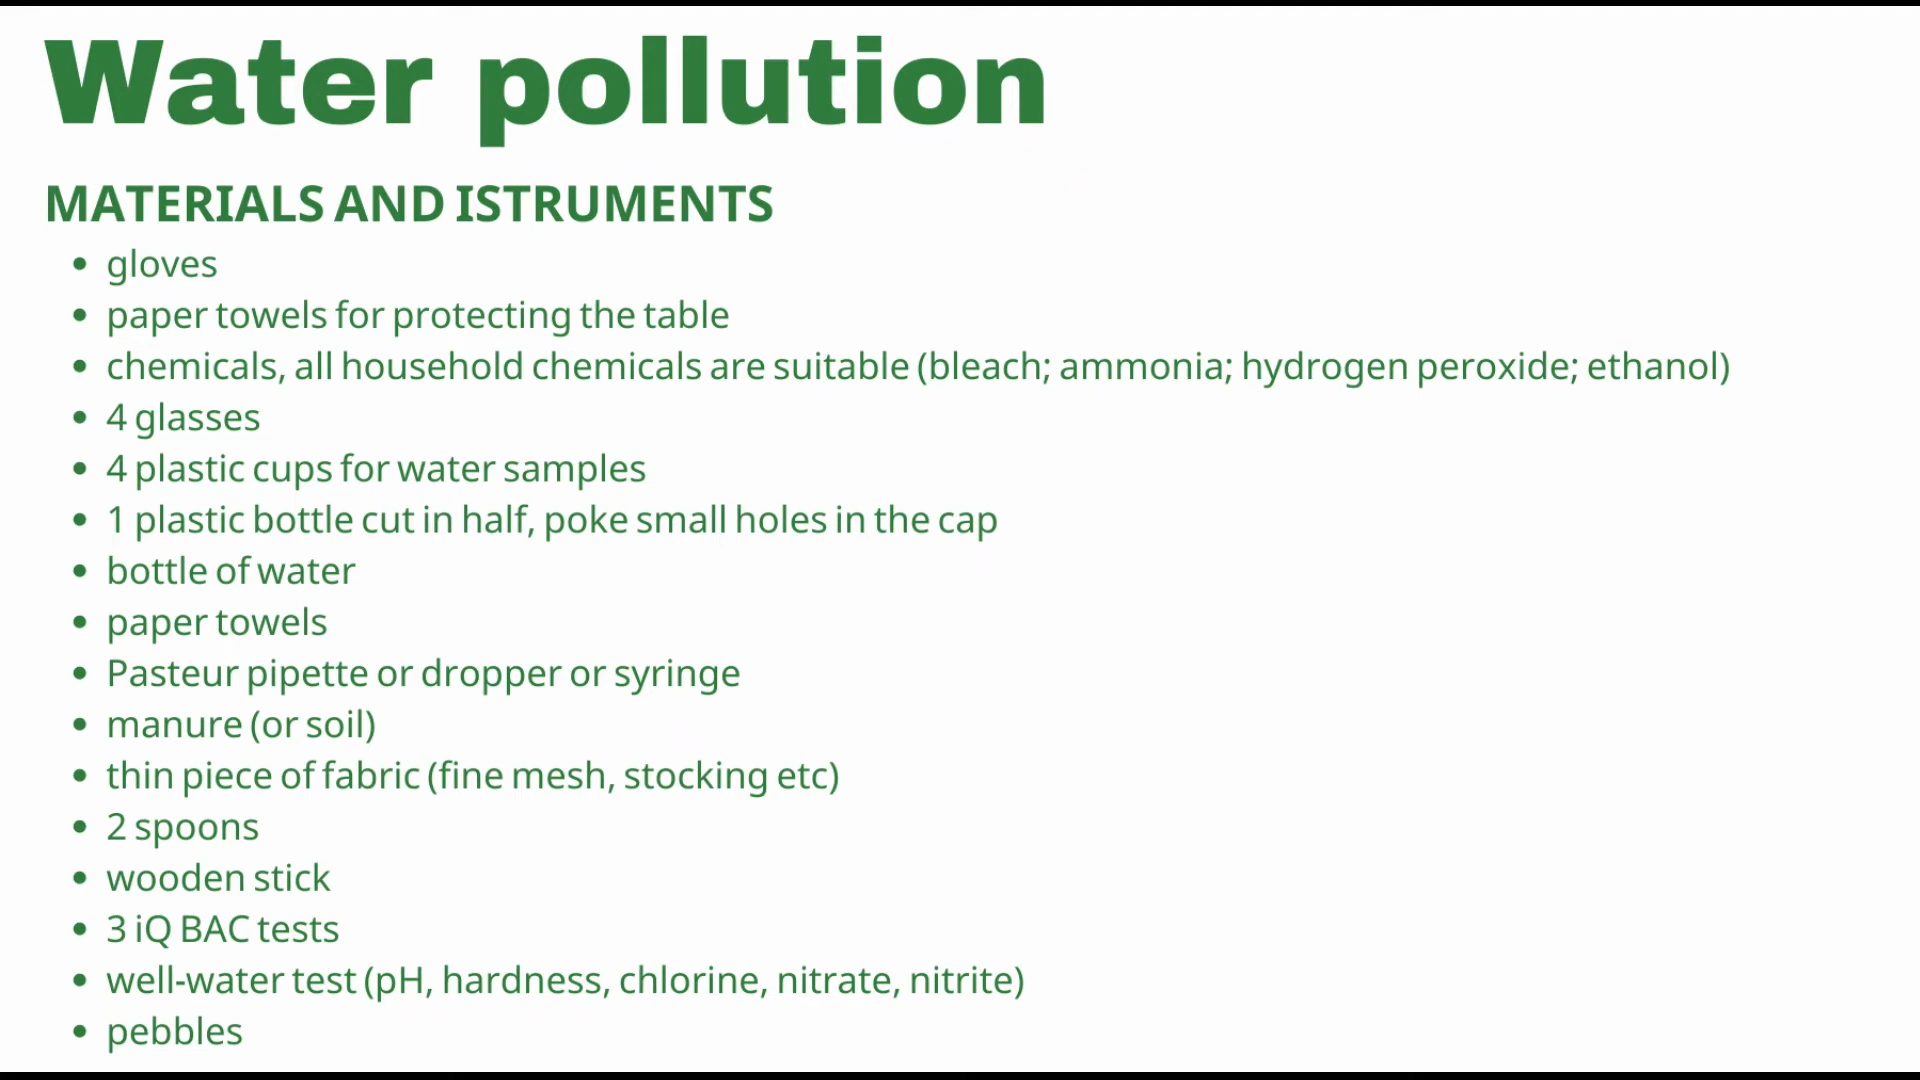 Water pollution
MATERIALS AND ISTRUMENTS
• gloves
• paper towels for protecting the table
• chemicals, all household chemicals are suitable (bleach; ammonia; hydrogen peroxide; ethanol)
• 4 glasses
• 4 plastic cups for water samples
• 1 plastic bottle cut in half, poke small holes in the cap
• bottle of water
• paper towels
• Pasteur pipette or dropper or syringe
• manure (or soil)
• thin piece of fabric (fine mesh, stocking etc)
• 2 spoons
• wooden stick
• 3 iQ BAC tests
• well-water test (pH, hardness, chlorine, nitrate, nitrite)
• pebbles